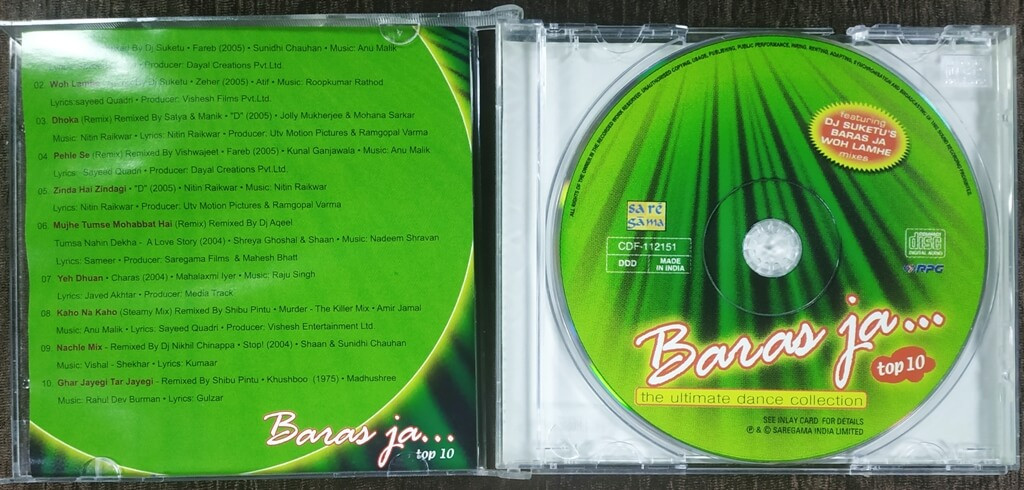 By Dj Suketu • Fareb (2005) • Sunidhi Chauhan • Music: Anu Malik
Producer: Dayal Creations Pvt.Ltd.
02. Woh Suketu • Zeher (2005) • Atif • Music: Roopkumar Rathod
Lyrics sayeed Quadri • Producer: Vishesh Films Pvt.Ltd.
03. Dhoka (Remix) Remixed By Satya & Manik • "D" (2005) • Jolly Mukherjee & Mohana Sarkar
Music: Nitin Raikwar • Lyrics: Nitin Raikwar • Producer: Utv Motion Pictures & Ramgopal Varma
04. Pehle Se (Remix) Remixed By Vishwajeet • Fareb (2005) • Kunal Ganjawala • Music: Anu Malik
Lyrics: Sayeed Quadri • Producer: Dayal Creations Pvt.Ltd.
05. Zinda Hai Zindagi • "D" (2005) • Nitin Raikwar • Music: Nitin Raikwar
Lyrics: Nitin Raikwar • Producer: Utv Motion Pictures & Ramgopal Varma
06. Mujhe Tumse Mohabbat Hai (Remix) Remixed By Dj Aqeel
Tumsa Nahin Dekha - A Love Story (2004) • Shreya Ghoshal & Shaan • Music: Nadeem Shravan
Lyrics: Sameer • Producer: Saregama Films & Mahesh Bhatt
07. Yeh Dhuan • Charas (2004) • Mahalaxmi Iyer • Music: Raju Singh
Lyrics: Javed Akhtar • Producer: Media Track
08. Kaho Na Kaho (Steamy Mix) Remixed By Shibu Pintu • Murder - The Killer Mix • Amir Jamal
Music: Anu Malik • Lyrics: Sayeed Quadri • Producer: Vishesh Entertainment Ltd.
09. Nachle Mix - Remixed By Dj Nikhil Chinappa • Stop! (2004) • Shaan & Sunidhi Chauhan
Music: Vishal - Shekhar • Lyrics: Kumaar
10. Ghar Jayegi Tar Jayegi - Remixed By Shibu Pintu • Khushboo (1975) • Madhushree
Music: Rahul Dev Burman • Lyrics: Gulzar
Baras ja...
top 10
featuring
DJ SUKETU'S
BARAS JA
WOH LAMHE
mixes
sa re
ga ma
CDF-112151
DDD MADE IN INDIA
COMPACT
disc
DIGITAL AUDIO
RPG
Baras ja...
top 10
the ultimate dance collection
SEE INLAY CARD FOR DETAILS
℗ & © SAREGAMA INDIA LIMITED